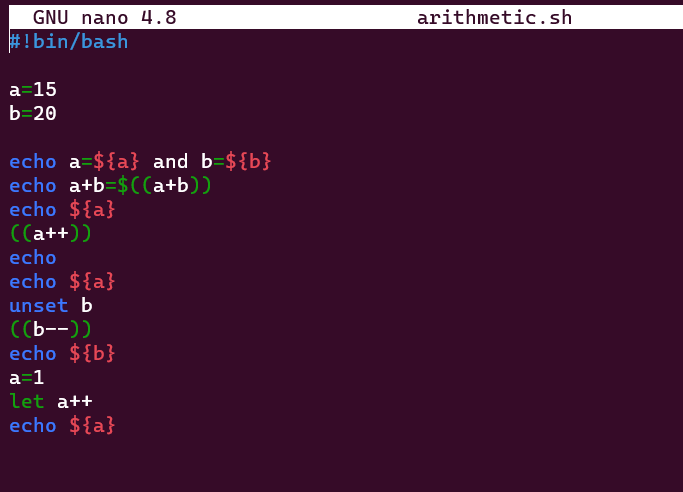 GNU nano 4.8 arithmetic.sh
#!bin/bash
a=15
b=20
echo a=${a} and b=${b}
echo a+b=$((a+b))
echo ${a}
((a++))
echo
echo ${a}
unset b
((b--))
echo ${b}
a=1
let a++
echo ${a}